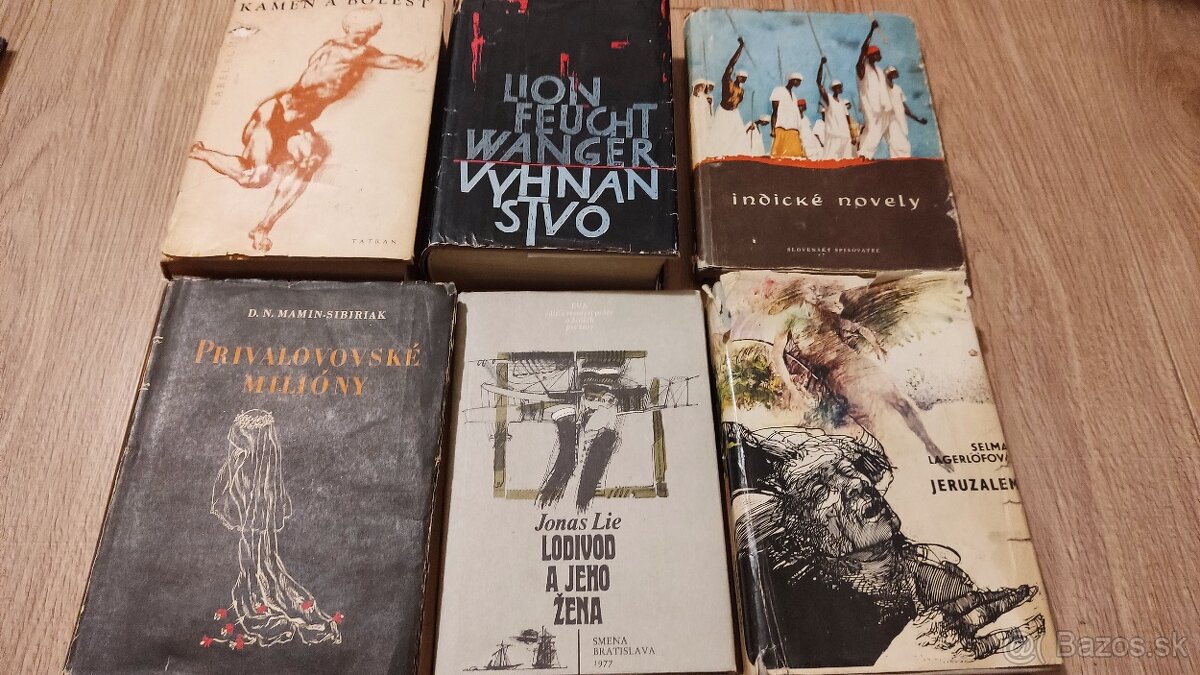 KAMEŇ A BOLESŤ
TATRAN
LION
FEUCHT
WANGER
VYHNAN
STVO
indické novely
SLOVENSKÝ SPISOVATEĽ
D. N. MAMIN-SIBIRIAK
PRIVALOVOVSKÉ
MILIÓNY
EVA
Jonas Lie
LODIVOD
A JEHO
ŽENA
SMENA
BRATISLAVA
1977
SELMA
LAGERLÖFOVÁ
JERUZALEM
Bazos.sk